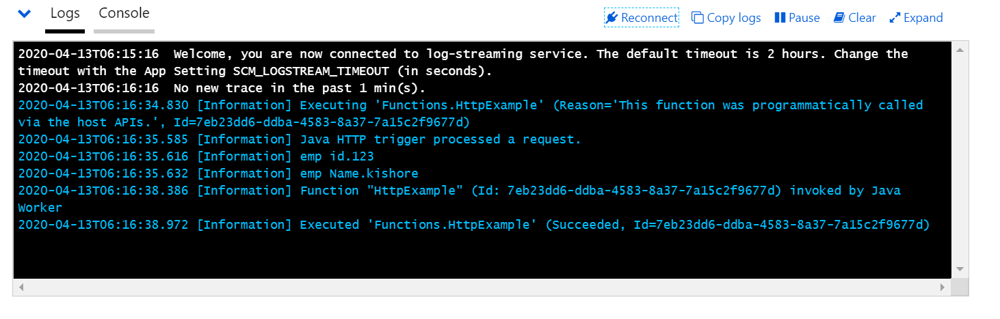 Logs Console Reconnect Copy logs Pause Clear Expand
2020-04-13T06:15:16  Welcome, you are now connected to log-streaming service. The default timeout is 2 hours. Change the
timeout with the App Setting SCM_LOGSTREAM_TIMEOUT (in seconds).
2020-04-13T06:16:16  No new trace in the past 1 min(s).
2020-04-13T06:16:34.830 [Information] Executing 'Functions.HttpExample' (Reason='This function was programmatically called
via the host APIs.', Id=7eb23dd6-ddba-4583-8a37-7a15c2f9677d)
2020-04-13T06:16:35.585 [Information] Java HTTP trigger processed a request.
2020-04-13T06:16:35.616 [Information] emp id.123
2020-04-13T06:16:35.632 [Information] emp Name.kishore
2020-04-13T06:16:38.386 [Information] Function "HttpExample" (Id: 7eb23dd6-ddba-4583-8a37-7a15c2f9677d) invoked by Java
Worker
2020-04-13T06:16:38.972 [Information] Executed 'Functions.HttpExample' (Succeeded, Id=7eb23dd6-ddba-4583-8a37-7a15c2f9677d)